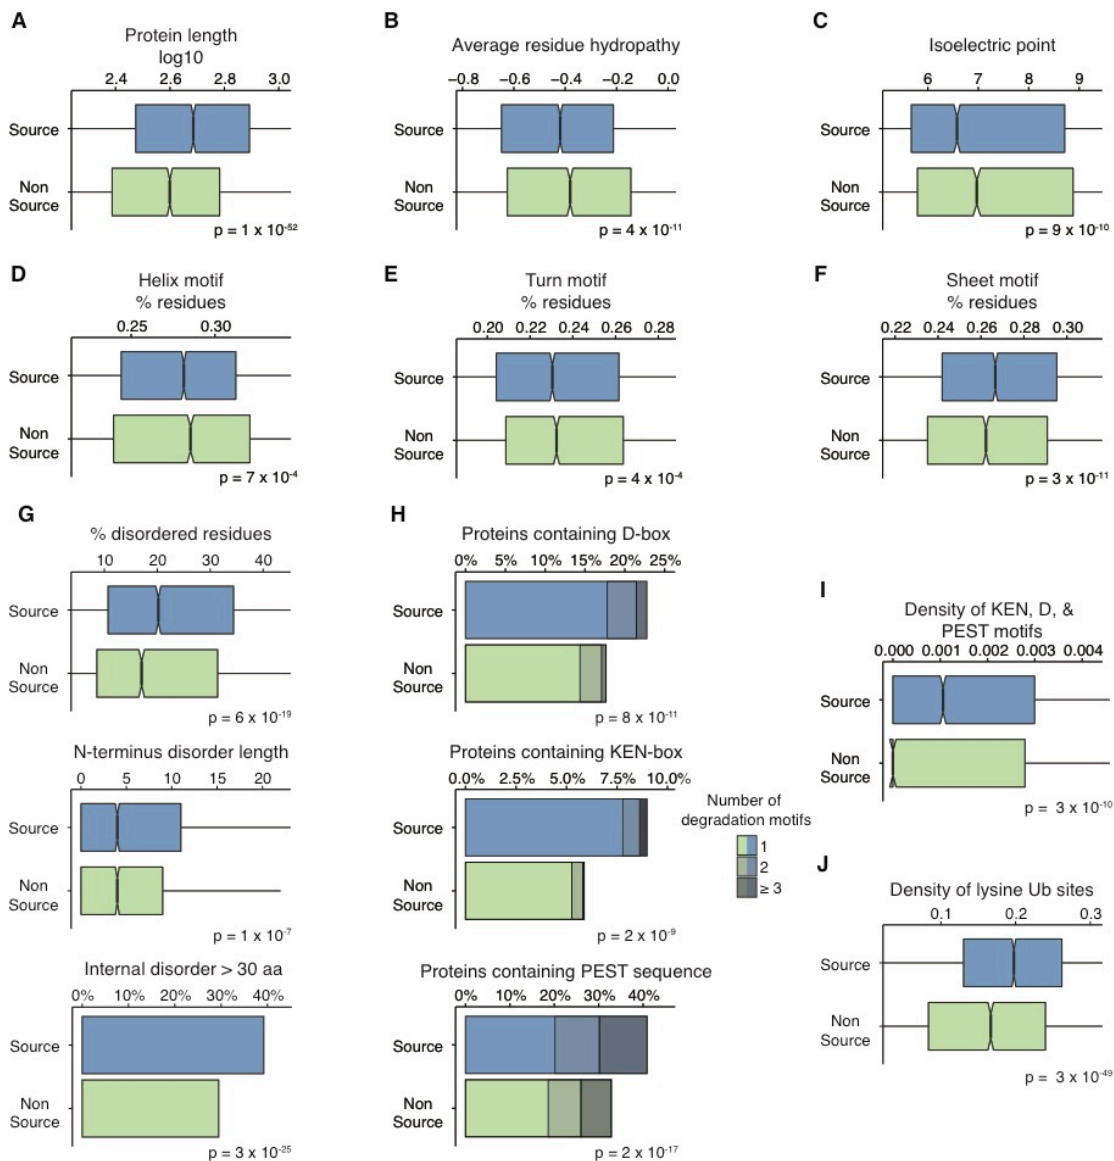 A
Protein length
log10
2.4 2.6 2.8 3.0
Source
Non
Source
p = 1 x 10-52
B
Average residue hydropathy
−0.8 −0.6 −0.4 −0.2 0.0
Source
Non
Source
p = 4 x 10-11
C
Isoelectric point
6 7 8 9
Source
Non
Source
p = 9 x 10-10
D
Helix motif
% residues
0.25 0.30
Source
Non
Source
p = 7 x 10-4
E
Turn motif
% residues
0.20 0.22 0.24 0.26 0.28
Source
Non
Source
p = 4 x 10-4
F
Sheet motif
% residues
0.22 0.24 0.26 0.28 0.30
Source
Non
Source
p = 3 x 10-11
G
% disordered residues
10 20 30 40
Source
Non
Source
p = 6 x 10-19
N-terminus disorder length
0 5 10 15 20
Source
Non
Source
p = 1 x 10-7
Internal disorder > 30 aa
0% 10% 20% 30% 40%
Source
Non
Source
p = 3 x 10-25
H
Proteins containing D-box
0% 5% 10% 15% 20% 25%
Source
Non
Source
p = 8 x 10-11
Proteins containing KEN-box
0.0% 2.5% 5.0% 7.5% 10.0%
Source
Non
Source
p = 2 x 10-9
Number of
degradation motifs
1
2
≥ 3
Proteins containing PEST sequence
0% 10% 20% 30% 40%
Source
Non
Source
p = 2 x 10-17
I
Density of KEN, D, &
PEST motifs
0.000 0.001 0.002 0.003 0.004
Source
Non
Source
p = 3 x 10-10
J
Density of lysine Ub sites
0.1 0.2 0.3
Source
Non
Source
p = 3 x 10-49